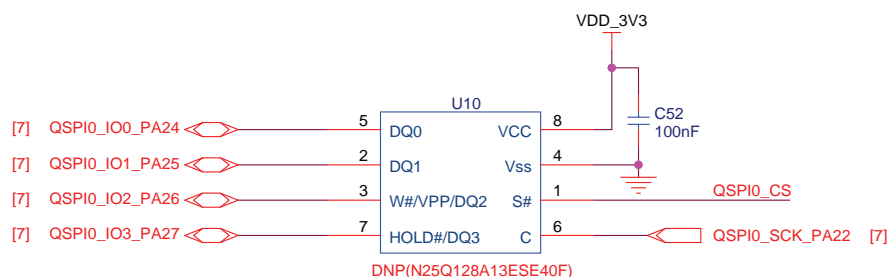 VDD_3V3
U10
C52
100nF
[7] QSPI0_IO0_PA24 5 DQ0 VCC 8
[7] QSPI0_IO1_PA25 2 DQ1 Vss 4
[7] QSPI0_IO2_PA26 3 W#/VPP/DQ2 S# 1 QSPI0_CS
[7] QSPI0_IO3_PA27 7 HOLD#/DQ3 C 6 QSPI0_SCK_PA22 [7]
DNP(N25Q128A13ESE40F)